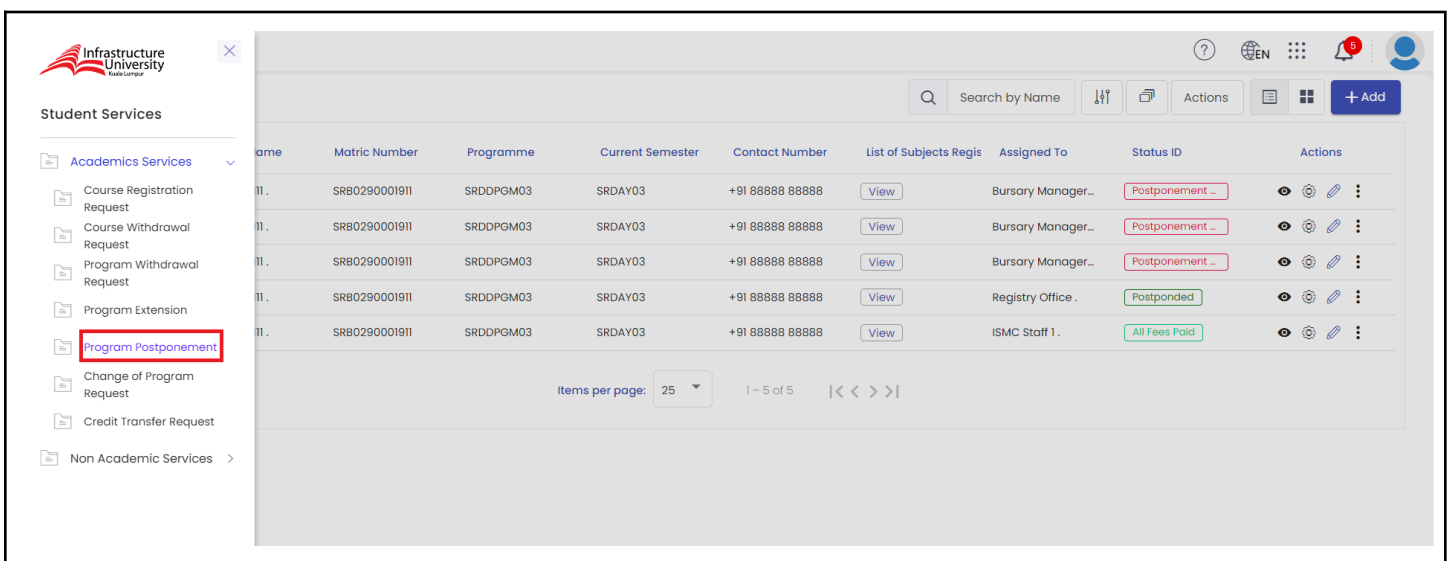 Infrastructure
University
Kuala Lumpur
EN
5
Student Services
Search by Name
Actions
+ Add
Academics Services
Course Registration
Request
Course Withdrawal
Request
Program Withdrawal
Request
Program Extension
Program Postponement
Change of Program
Request
Credit Transfer Request
Non Academic Services
ame Matric Number Programme Current Semester Contact Number List of Subjects Regis Assigned To Status ID Actions
111 . SRB0290001911 SRDDPGM03 SRDAY03 +91 88888 88888 View Bursary Manager... Postponement ...
111 . SRB0290001911 SRDDPGM03 SRDAY03 +91 88888 88888 View Bursary Manager... Postponement ...
111 . SRB0290001911 SRDDPGM03 SRDAY03 +91 88888 88888 View Bursary Manager... Postponement ...
111 . SRB0290001911 SRDDPGM03 SRDAY03 +91 88888 88888 View Registry Office . Postponded
111 . SRB0290001911 SRDDPGM03 SRDAY03 +91 88888 88888 View ISMC Staff 1 . All Fees Paid
Items per page: 25 1 – 5 of 5